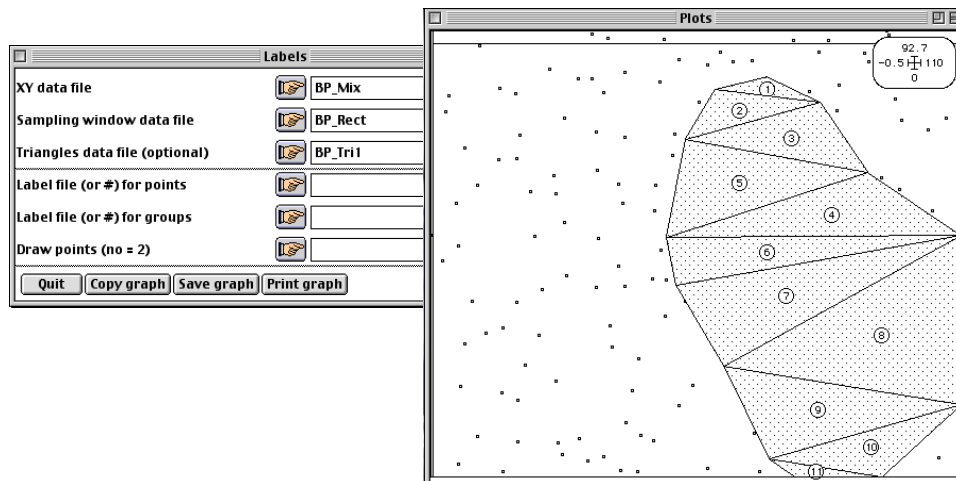 Labels
XY data file
BP_Mix
Sampling window data file
BP_Rect
Triangles data file (optional)
BP_Tri1
Label file (or #) for points
Label file (or #) for groups
Draw points (no = 2)
Quit Copy graph Save graph Print graph
Plots
92.7
-0.5 110
0
1
2
3
5
4
6
7
8
9
10
11